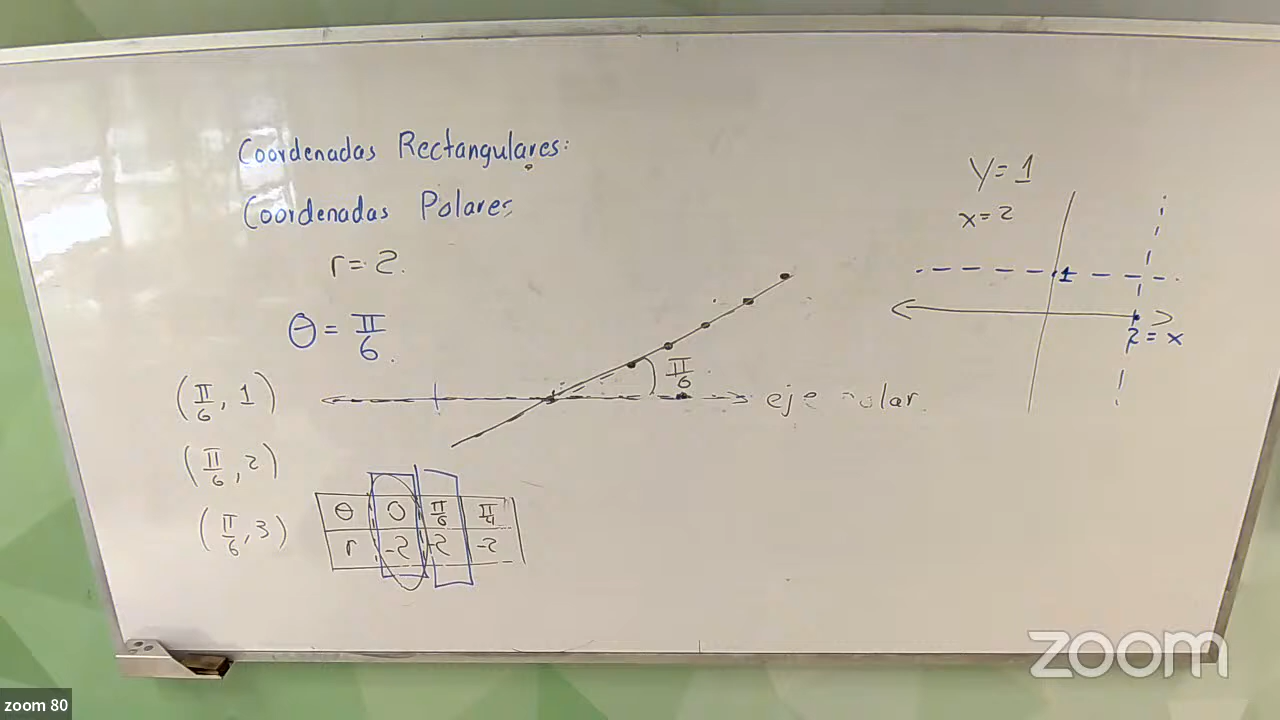 Coordenadas Rectangulares:
Coordenadas Polares
r = 2.
θ = π/6.
(π/6, 1)
(π/6, 2)
(π/6, 3)
π/6
eje polar.
θ 0 π/6 π/4
r -2 -2 -2
y = 1
x = 2
1
2 = x
zoom
zoom 80